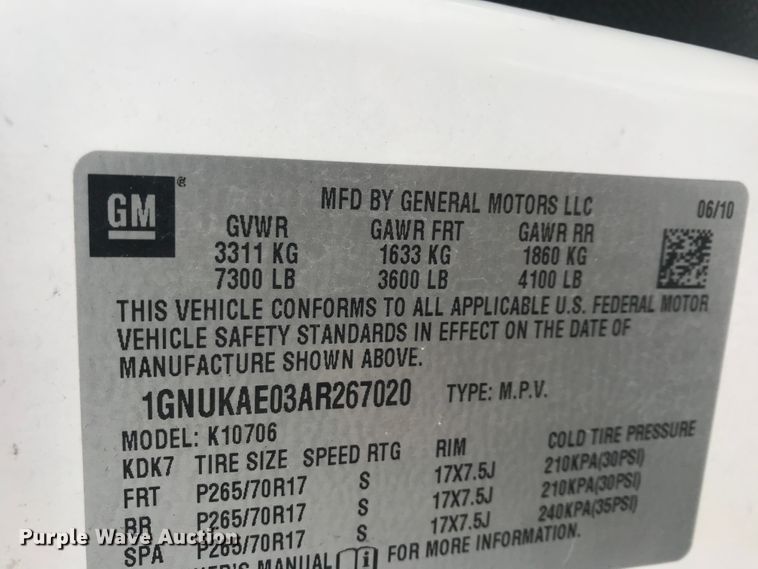 GM® MFD BY GENERAL MOTORS LLC 06/10
GVWR GAWR FRT GAWR RR
3311 KG 1633 KG 1860 KG
7300 LB 3600 LB 4100 LB
THIS VEHICLE CONFORMS TO ALL APPLICABLE U.S. FEDERAL MOTOR
VEHICLE SAFETY STANDARDS IN EFFECT ON THE DATE OF
MANUFACTURE SHOWN ABOVE.
1GNUKAE03AR267020 TYPE: M.P.V.
MODEL: K10706
KDK7 TIRE SIZE SPEED RTG RIM COLD TIRE PRESSURE
FRT P265/70R17 S 17X7.5J 210KPA(30PSI)
RR P265/70R17 S 17X7.5J 210KPA(30PSI)
SPA P265/70R17 S 17X7.5J 240KPA(35PSI)
MANUAL FOR MORE INFORMATION.
Purple Wave Auction